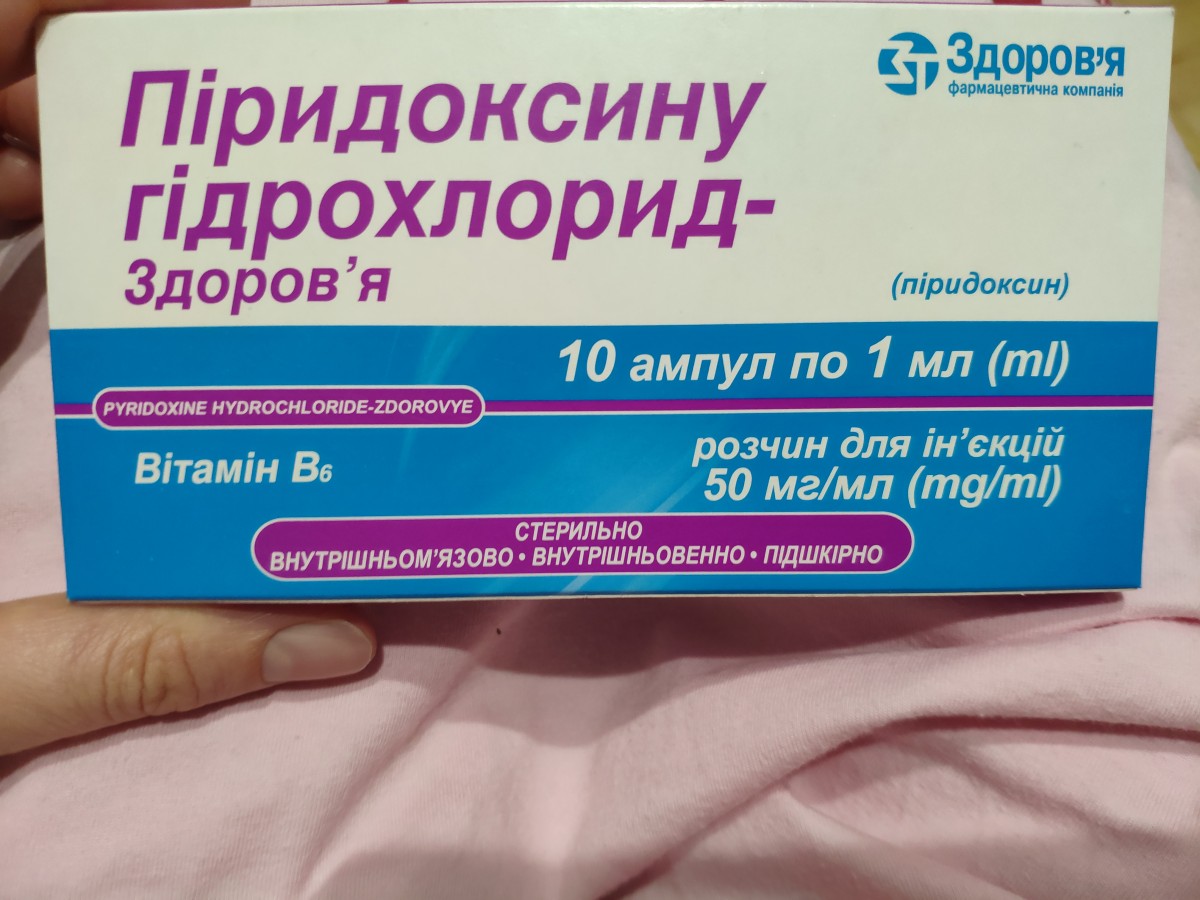 Здоров'я
фармацевтична компанія
Піридоксину
гідрохлорид-
Здоров'я
(піридоксин)
10 ампул по 1 мл (ml)
PYRIDOXINE HYDROCHLORIDE-ZDOROVYE
Вітамін В6
розчин для ін'єкцій
50 мг/мл (mg/ml)
СТЕРИЛЬНО
ВНУТРІШНЬОМ'ЯЗОВО • ВНУТРІШНЬОВЕННО • ПІДШКІРНО